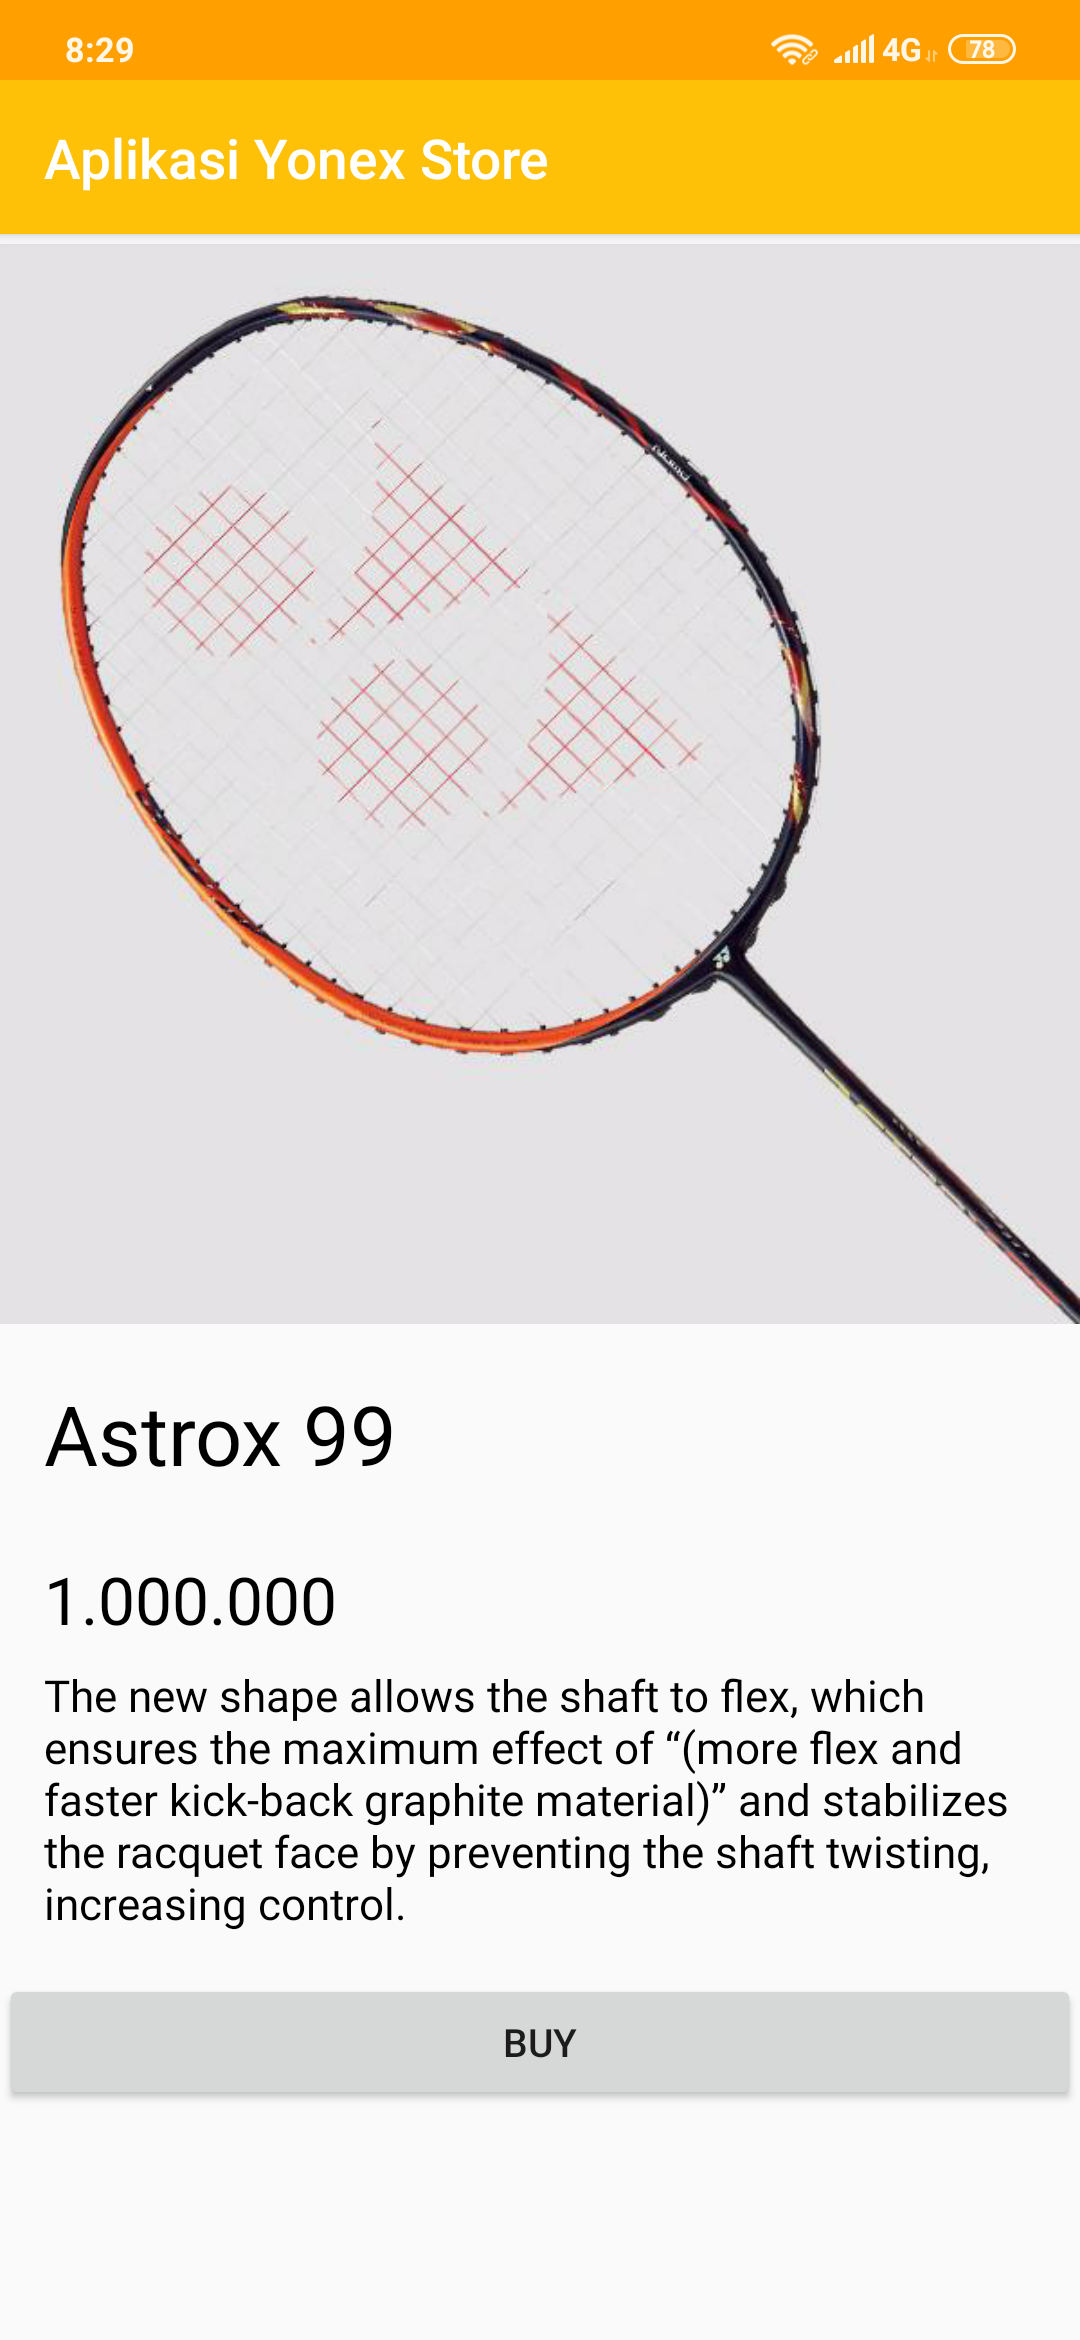 8:29
4G
78
Aplikasi Yonex Store
Astrox 99
1.000.000
The new shape allows the shaft to flex, which
ensures the maximum effect of “(more flex and
faster kick-back graphite material)” and stabilizes
the racquet face by preventing the shaft twisting,
increasing control.
BUY